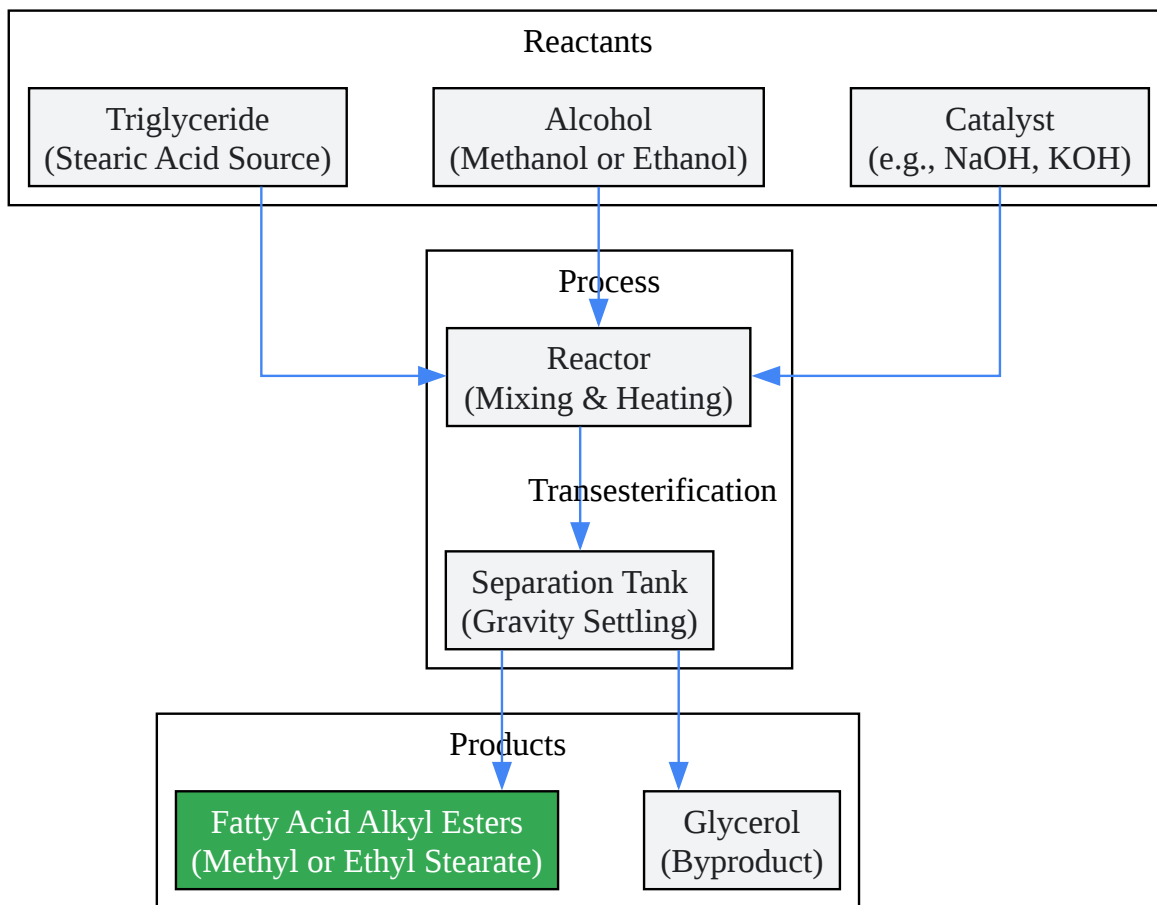 Reactants
Triglyceride
(Stearic Acid Source)
Alcohol
(Methanol or Ethanol)
Catalyst
(e.g., NaOH, KOH)
Process
Reactor
(Mixing & Heating)
Transesterification
Separation Tank
(Gravity Settling)
Products
Fatty Acid Alkyl Esters
(Methyl or Ethyl Stearate)
Glycerol
(Byproduct)